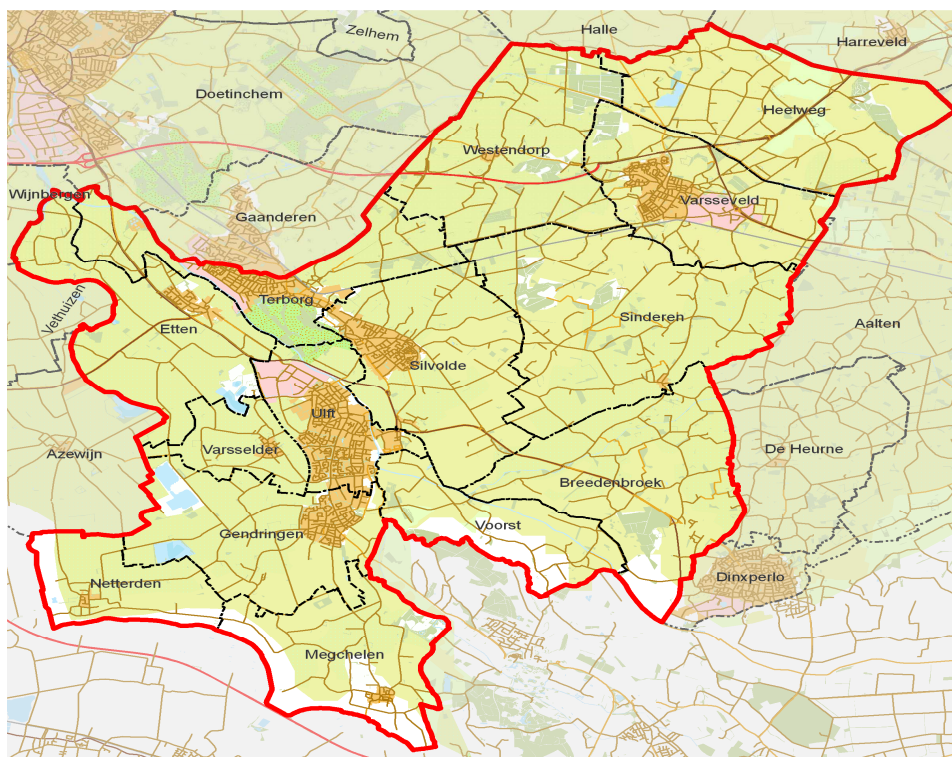 Zelhem
Halle
Harreveld
Doetinchem
Heelweg
Westendorp
Wijnbergen
Varsseveld
Gaanderen
Vethuizen
Terborg
Etten
Sinderen
Aalten
Silvolde
Ulft
Varsselder
De Heurne
Azewijn
Breedenbroek
Voorst
Gendringen
Netterden
Dinxperlo
Megchelen